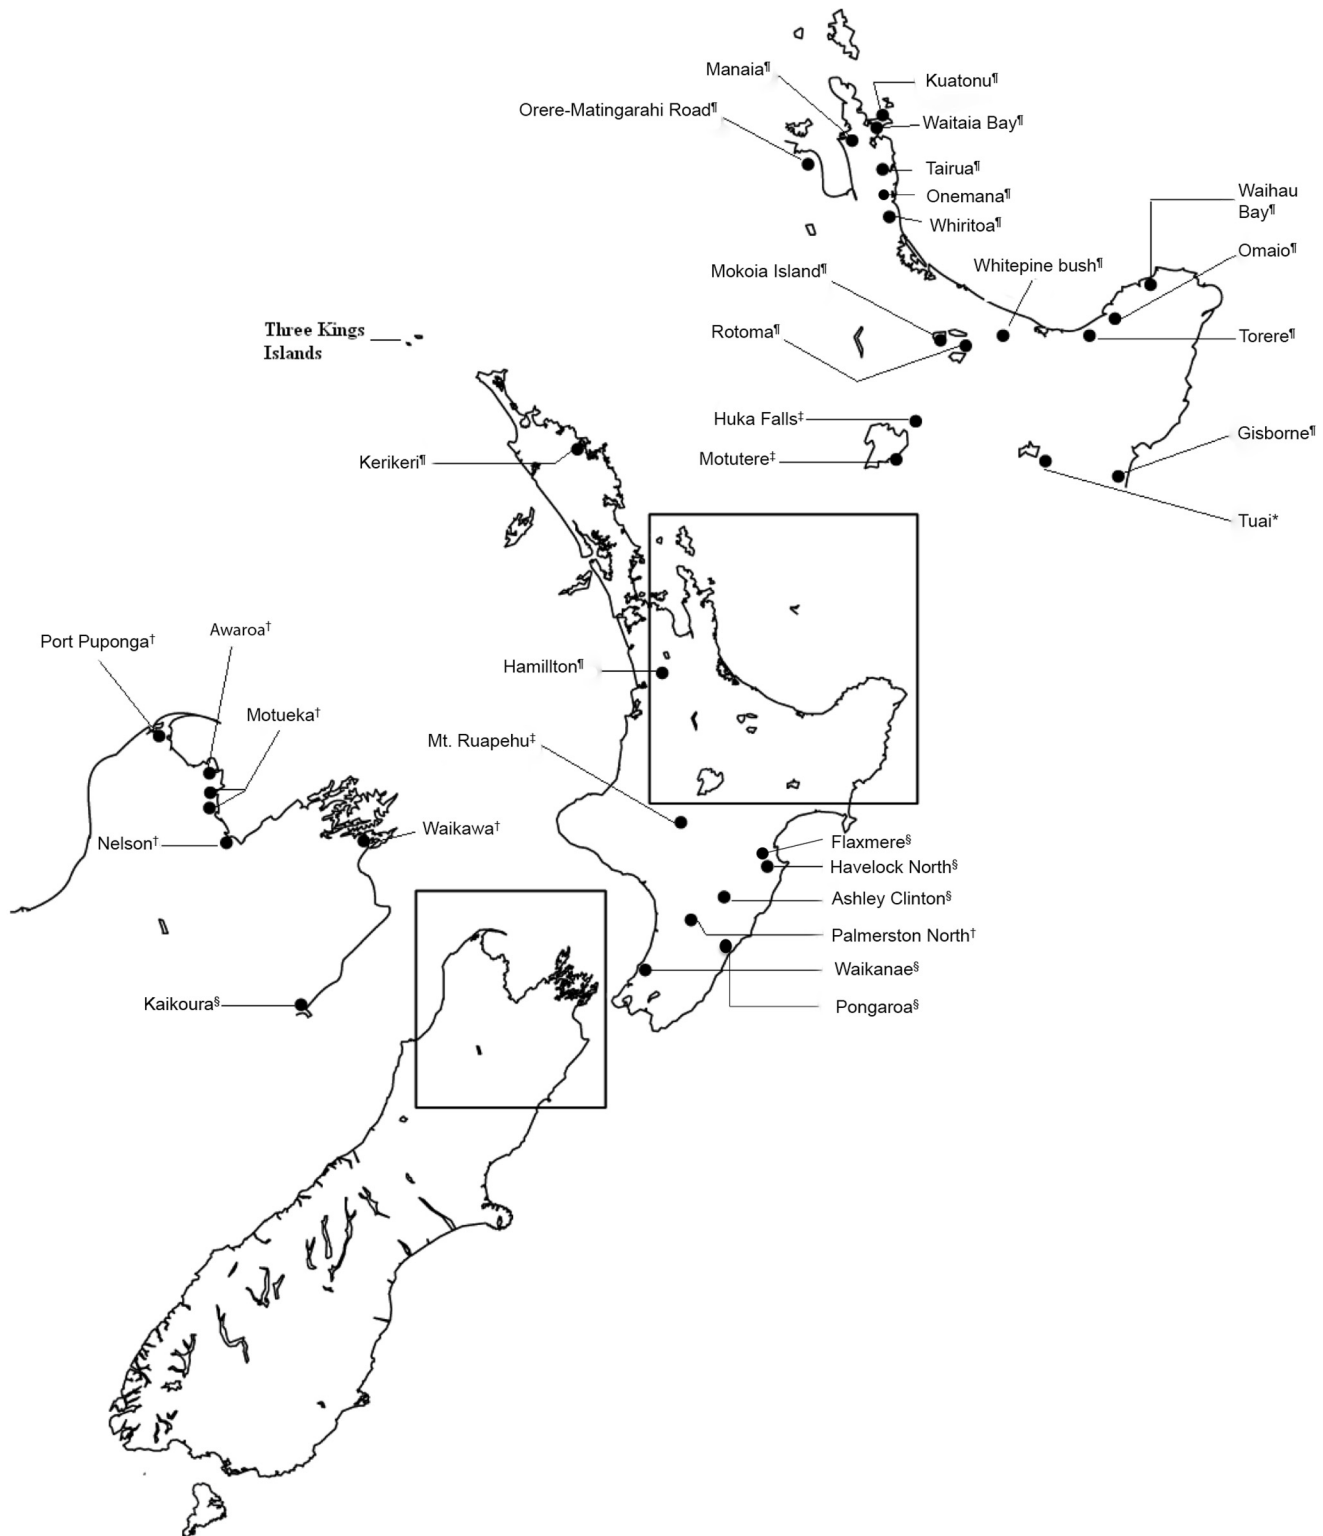 Manaia¶
Kuatonu¶
Orere-Matingarahi Road¶
Waitaia Bay¶
Tairua¶
Onemana¶
Waihau
Bay¶
Whiritoa¶
Omaio¶
Mokoia Island¶
Whitepine bush¶
Three Kings
Islands
Rotoma¶
Torere¶
Huka Falls‡
Gisborne¶
Kerikeri¶
Motutere‡
Tuai*
Port Puponga†
Awaroa†
Hamillton¶
Motueka†
Mt. Ruapehu‡
Waikawa†
Nelson†
Flaxmere§
Havelock North§
Ashley Clinton§
Palmerston North†
Waikanae§
Kaikoura§
Pongaroa§